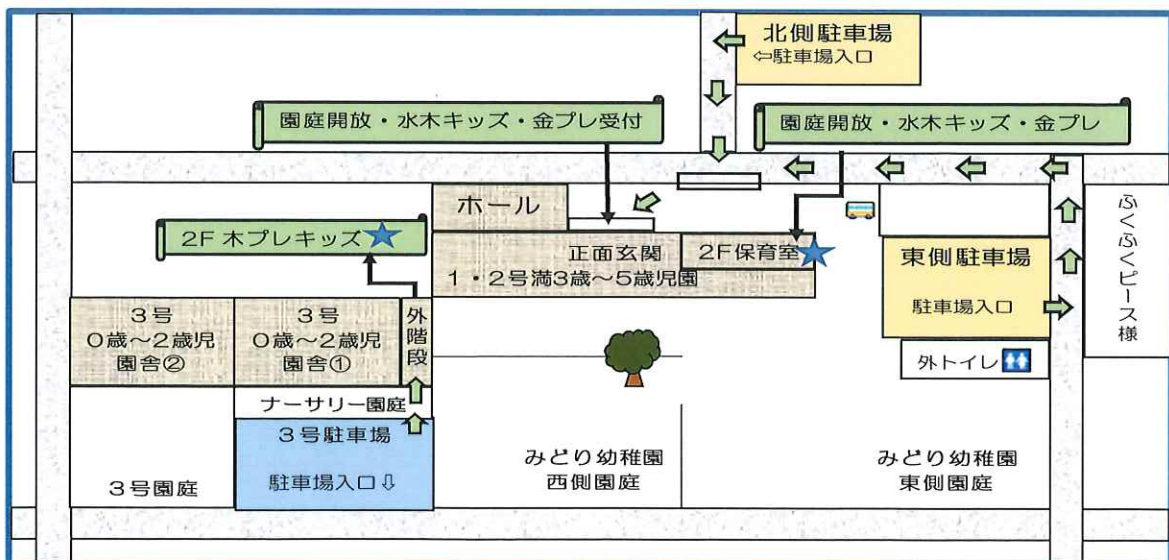 北側駐車場
⇦駐車場入口
園庭開放・水木キッズ・金プレ受付
園庭開放・水木キッズ・金プレ
ホール
2F 木プレキッズ
正面玄関
2F保育室
1・2号満3歳~5歳児園
東側駐車場
駐車場入口
ふくふくピース様
3号
0歳~2歳児
園舎②
3号
0歳~2歳児
園舎①
外階段
外トイレ
ナーサリー園庭
3号駐車場
駐車場入口⇩
3号園庭
みどり幼稚園
西側園庭
みどり幼稚園
東側園庭